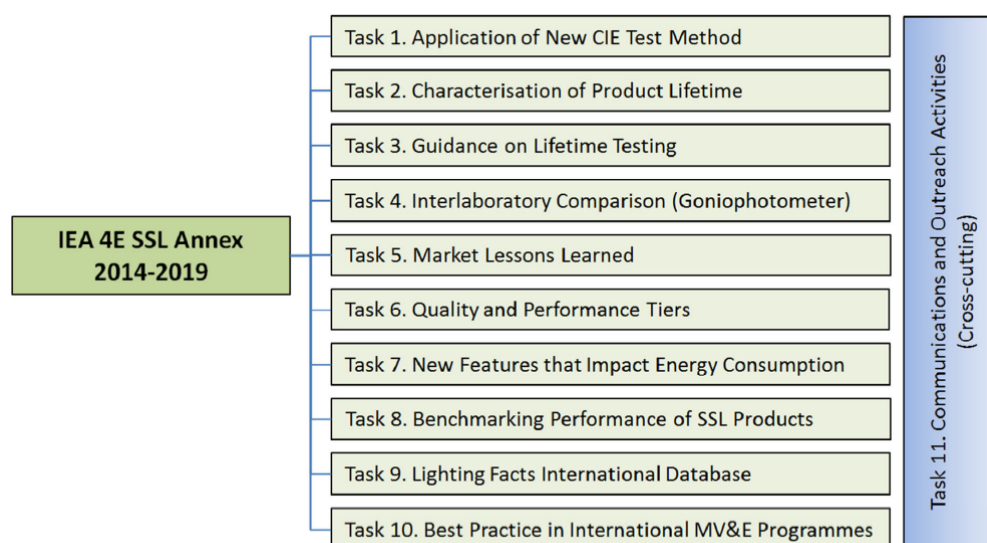 IEA 4E SSL Annex
2014-2019
Task 1. Application of New CIE Test Method
Task 2. Characterisation of Product Lifetime
Task 3. Guidance on Lifetime Testing
Task 4. Interlaboratory Comparison (Goniophotometer)
Task 5. Market Lessons Learned
Task 6. Quality and Performance Tiers
Task 7. New Features that Impact Energy Consumption
Task 8. Benchmarking Performance of SSL Products
Task 9. Lighting Facts International Database
Task 10. Best Practice in International MV&E Programmes
Task 11. Communications and Outreach Activities
(Cross-cutting)